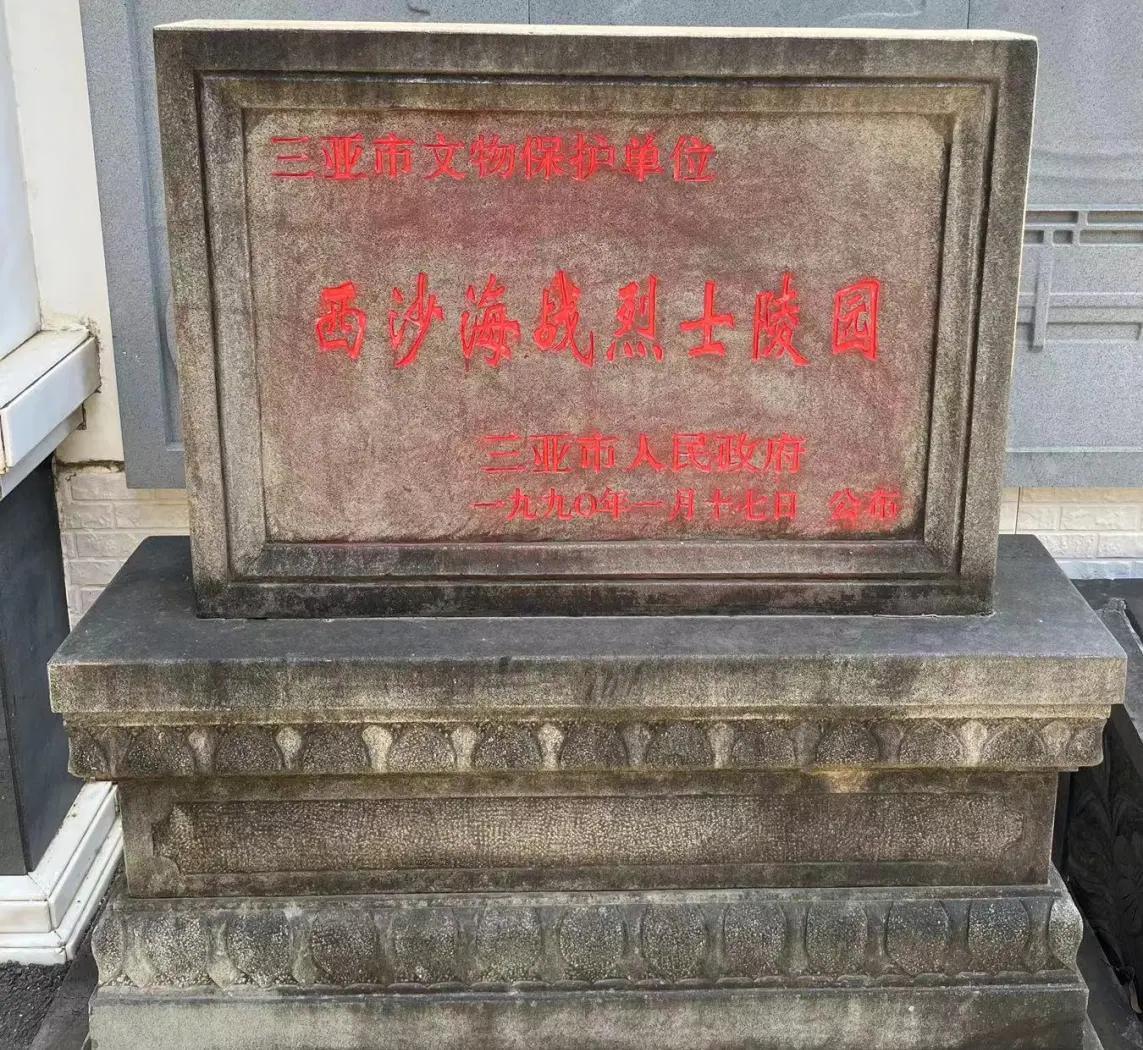 三亚市文物保护单位
西沙海战烈士陵园
三亚市人民政府
一九九〇年一月十七日 公布